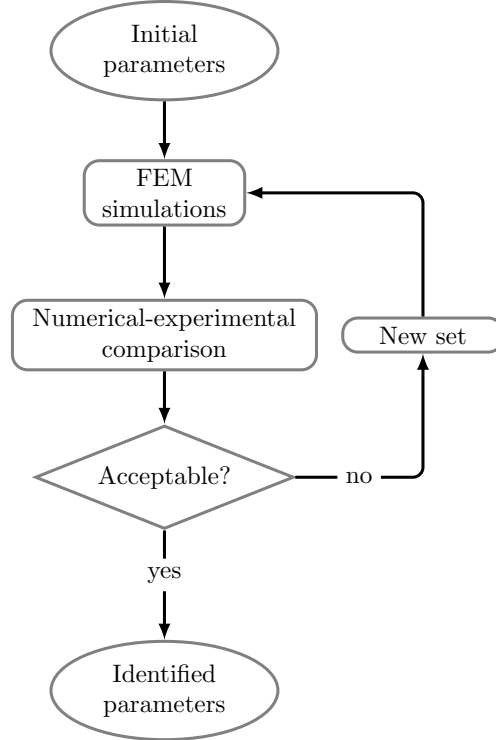 Initial
parameters
FEM
simulations
Numerical-experimental
comparison
New set
Acceptable?
no
yes
Identified
parameters